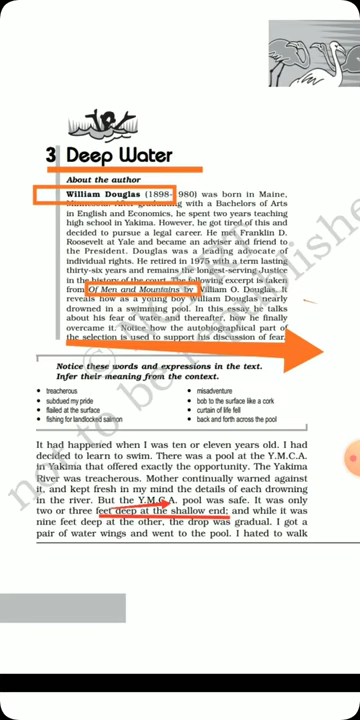 3 Deep Water
About the author
William Douglas (1898-1980) was born in Maine,
Minnesota. After graduating with a Bachelors of Arts
in English and Economics, he spent two years teaching
high school in Yakima. However, he got tired of this and
decided to pursue a legal career. He met Franklin D.
Roosevelt at Yale and became an adviser and friend to
the President. Douglas was a leading advocate of
individual rights. He retired in 1975 with a term lasting
thirty-six years and remains the longest-serving Justice
in the history of the court. The following excerpt is taken
from Of Men and Mountains by William O. Douglas. It
reveals how as a young boy William Douglas nearly
drowned in a swimming pool. In this essay he talks
about his fear of water and thereafter, how he finally
overcame it. Notice how the autobiographical part of
the selection is used to support his discussion of fear.
Notice these words and expressions in the text.
Infer their meaning from the context.
• treacherous
• subdued my pride
• flailed at the surface
• fishing for landlocked salmon
• misadventure
• bob to the surface like a cork
• curtain of life fell
• back and forth across the pool
It had happened when I was ten or eleven years old. I had
decided to learn to swim. There was a pool at the Y.M.C.A.
in Yakima that offered exactly the opportunity. The Yakima
River was treacherous. Mother continually warned against
it, and kept fresh in my mind the details of each drowning
in the river. But the Y.M.C.A. pool was safe. It was only
two or three feet deep at the shallow end; and while it was
nine feet deep at the other, the drop was gradual. I got a
pair of water wings and went to the pool. I hated to walk
not to be republished